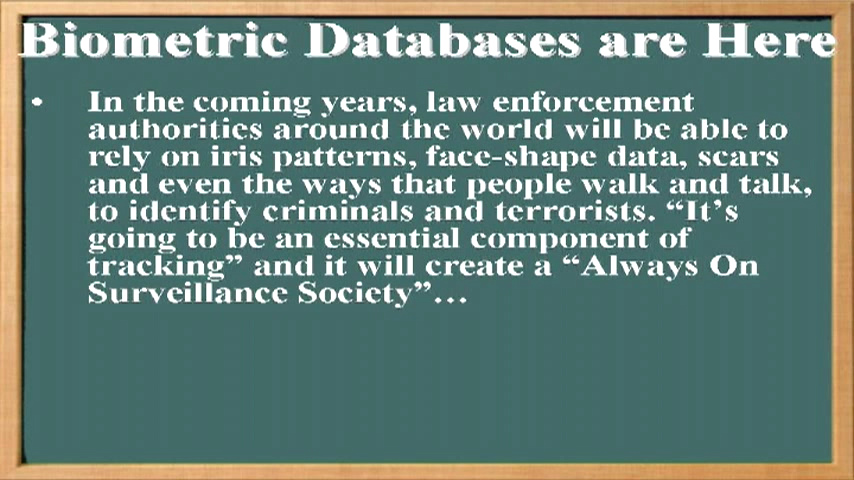 Biometric Databases are Here
• In the coming years, law enforcement
authorities around the world will be able to
rely on iris patterns, face-shape data, scars
and even the ways that people walk and talk,
to identify criminals and terrorists. “It’s
going to be an essential component of
tracking” and it will create a “Always On
Surveillance Society”…